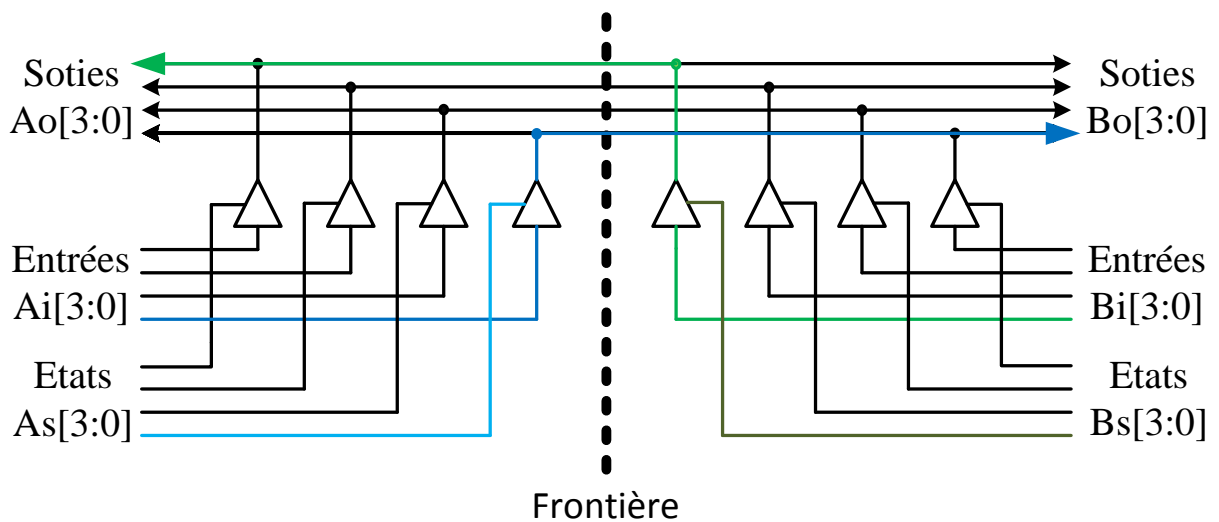 Soties
Ao[3:0]
Entrées
Ai[3:0]
Etats
As[3:0]
Soties
Bo[3:0]
Entrées
Bi[3:0]
Etats
Bs[3:0]
Frontière